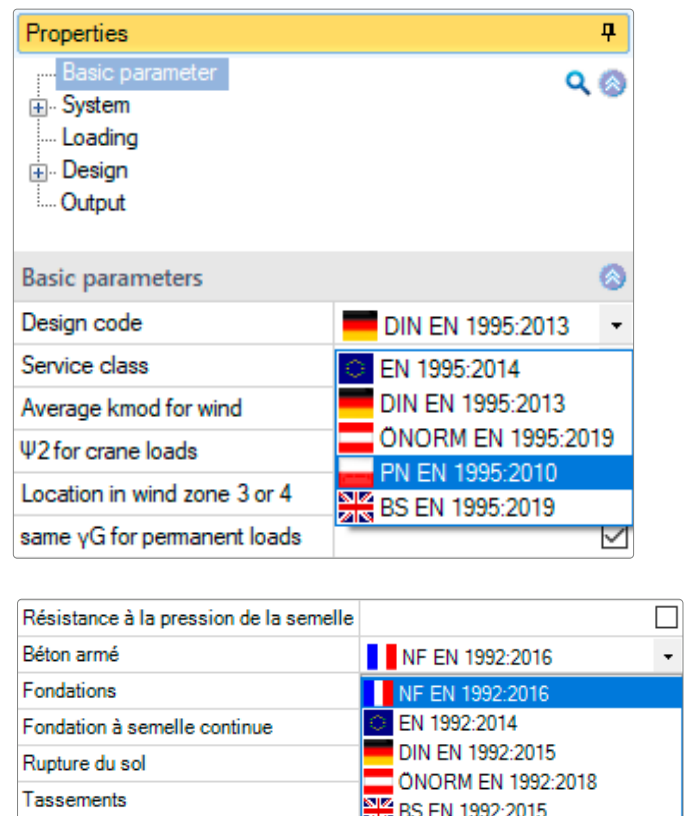 Properties
Basic parameter
System
Loading
Design
Output
Basic parameters
Design code DIN EN 1995:2013
Service class EN 1995:2014
Average kmod for wind DIN EN 1995:2013
Ψ2 for crane loads ÖNORM EN 1995:2019
PN EN 1995:2010
Location in wind zone 3 or 4 BS EN 1995:2019
same γG for permanent loads
Résistance à la pression de la semelle
Béton armé NF EN 1992:2016
Fondations NF EN 1992:2016
Fondation à semelle continue EN 1992:2014
Rupture du sol DIN EN 1992:2015
ÖNORM EN 1992:2018
Tassements BS EN 1992:2015